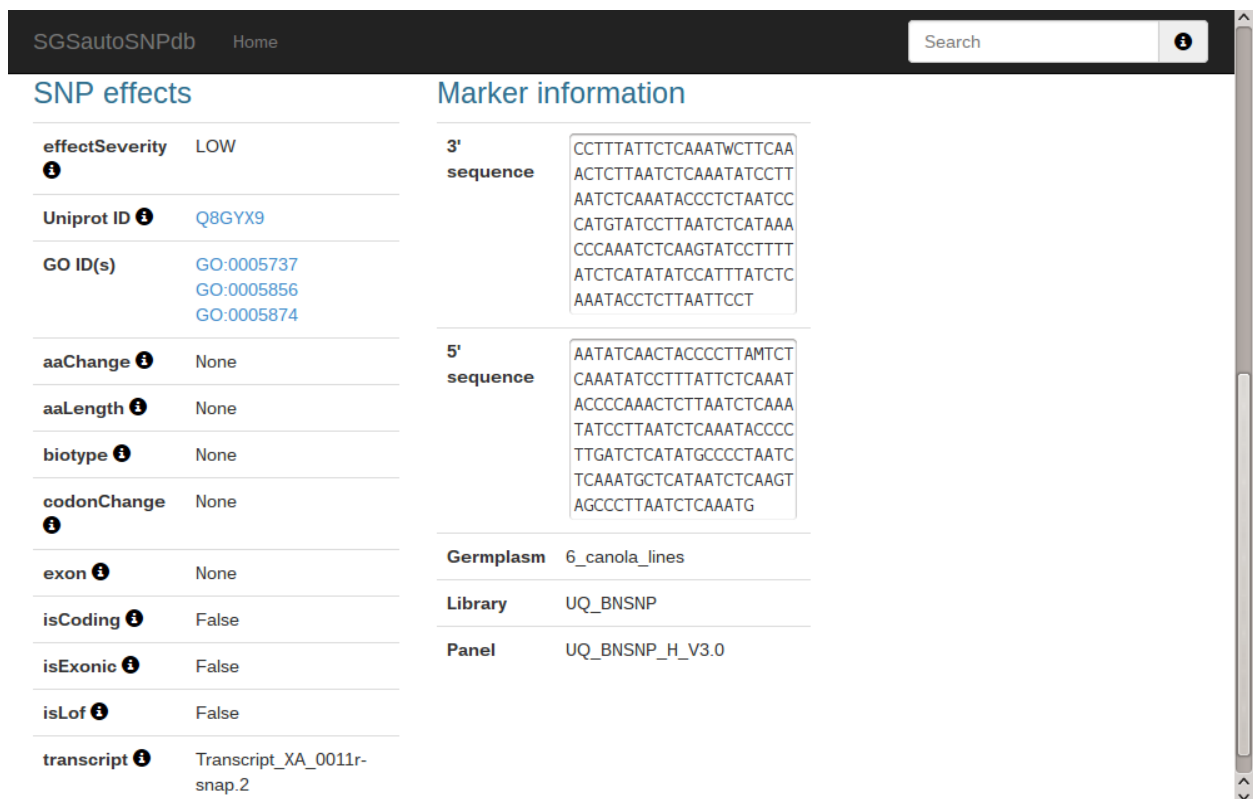 SGSautoSNPdb Home Search
SNP effects
effectSeverity LOW
Uniprot ID Q8GYX9
GO ID(s) GO:0005737
GO:0005856
GO:0005874
aaChange None
aaLength None
biotype None
codonChange None
exon None
isCoding False
isExonic False
isLof False
transcript Transcript_XA_0011r-
snap.2
Marker information
3'
sequence
CCTTTATTCTCAAATWCTTCAA
ACTCTTAATCTCAAATATCCTT
AATCTCAAATACCCTCTAATCC
CATGTATCCTTAATCTCATAAA
CCCAAATCTCAAGTATCCTTTT
ATCTCATATATCCATTTATCTC
AAATACCTCTTAATTCCT
5'
sequence
AATATCAACTACCCCTTAMTCT
CAAATATCCTTTATTCTCAAAT
ACCCCAAACTCTTAATCTCAAA
TATCCTTAATCTCAAATACCCC
TTGATCTCATATGCCCCTAATC
TCAAATGCTCATAATCTCAAGT
AGCCCTTAATCTCAAATG
Germplasm 6_canola_lines
Library UQ_BNSNP
Panel UQ_BNSNP_H_V3.0